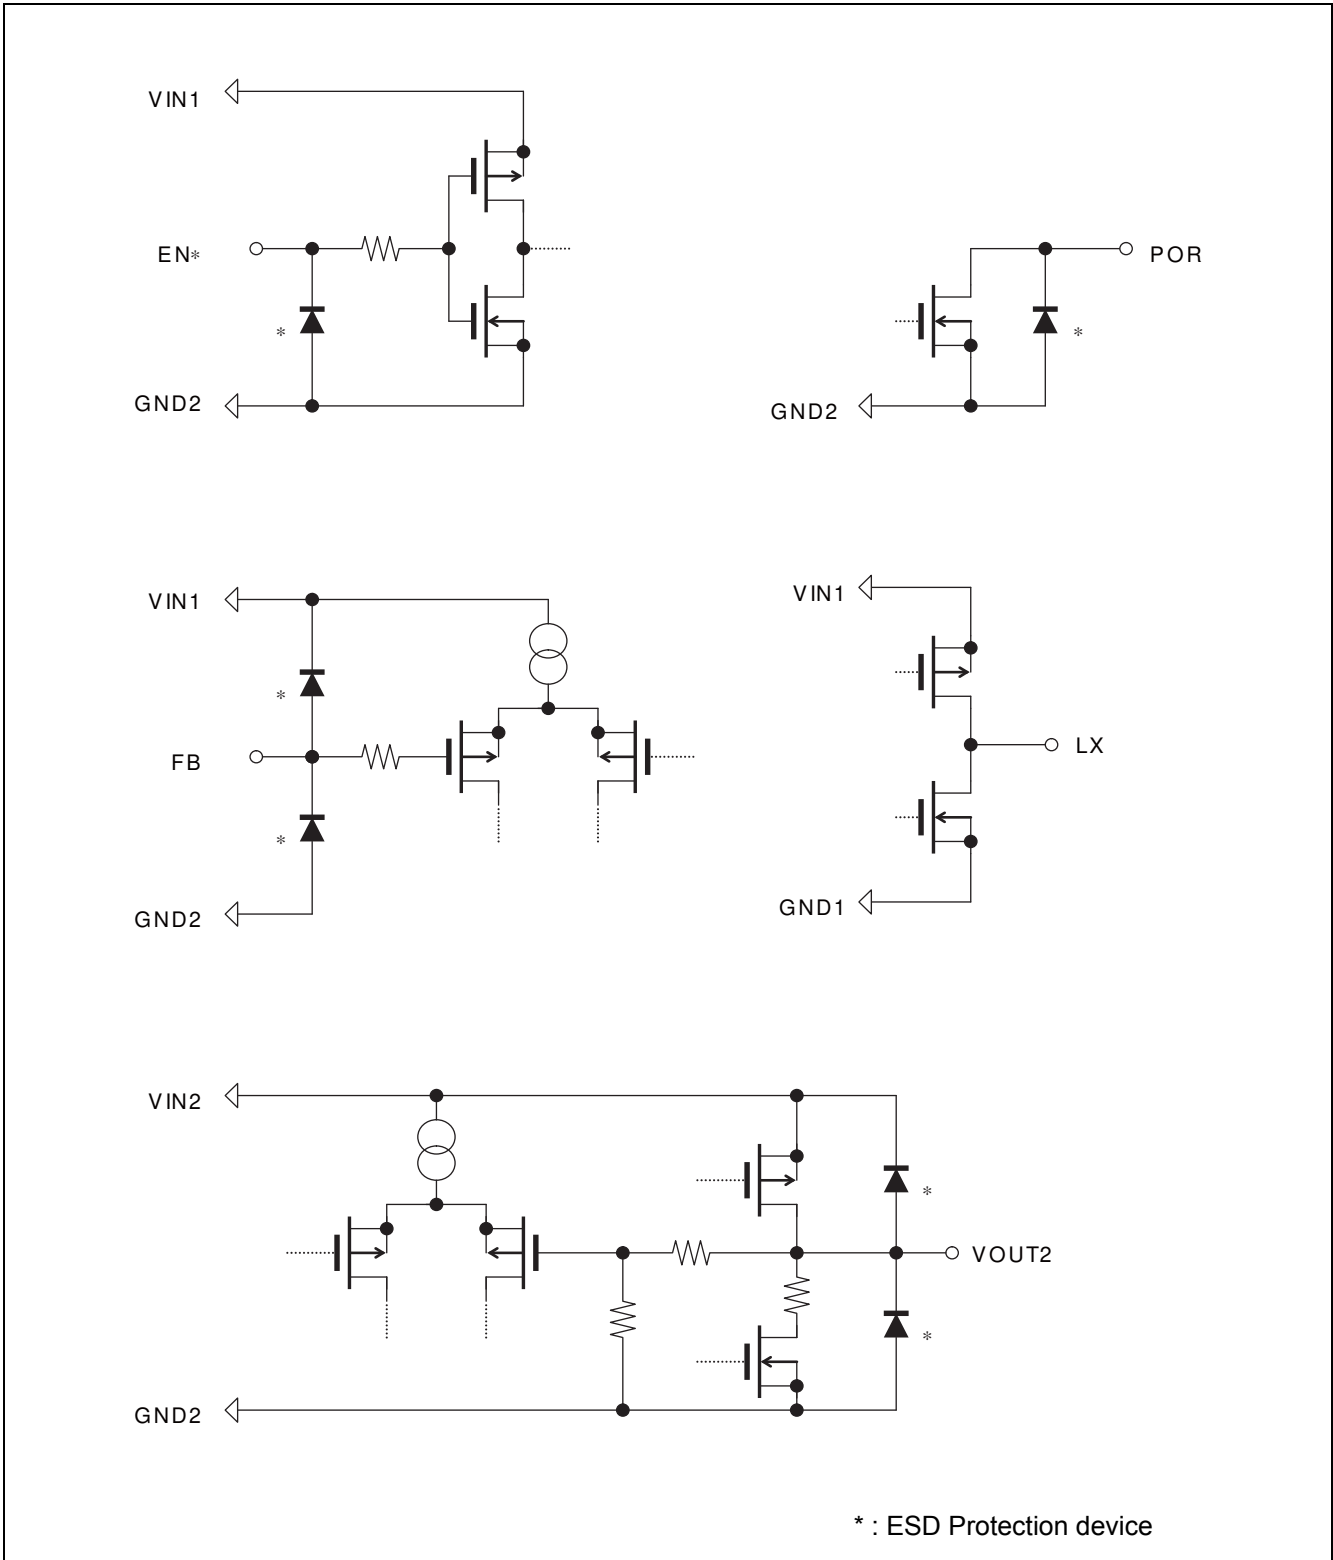 VIN1
EN*
*
GND2
POR
*
GND2
VIN1
*
FB
*
GND2
VIN1
LX
GND1
VIN2
*
VOUT2
*
GND2
* : ESD Protection device